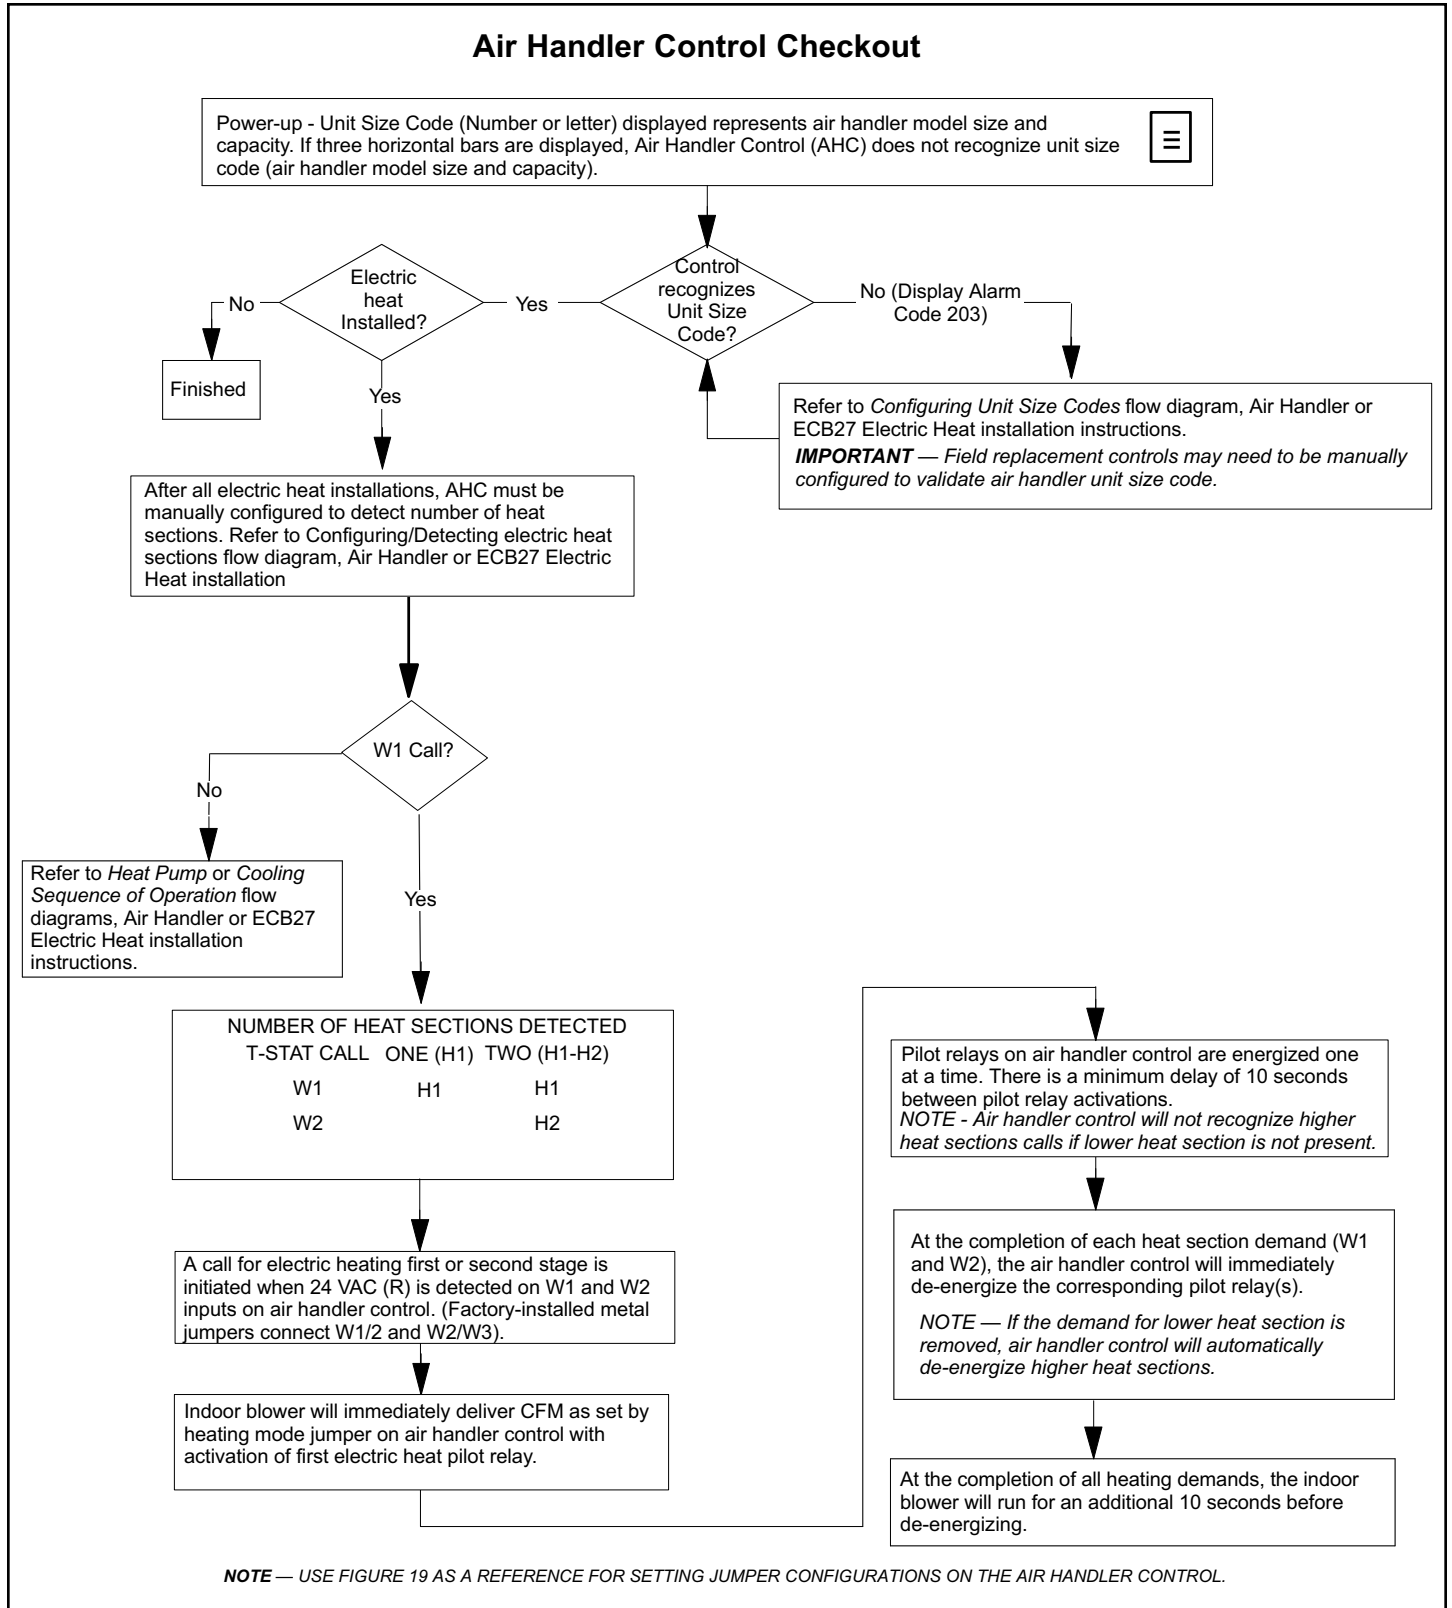 Air Handler Control Checkout
Power-up - Unit Size Code (Number or letter) displayed represents air handler model size and
capacity. If three horizontal bars are displayed, Air Handler Control (AHC) does not recognize unit size
code (air handler model size and capacity).
Control
recognizes
Unit Size
Code?
No (Display Alarm
Code 203)
Refer to Configuring Unit Size Codes flow diagram, Air Handler or
ECB27 Electric Heat installation instructions.
IMPORTANT — Field replacement controls may need to be manually
configured to validate air handler unit size code.
Yes
Electric
heat
Installed?
No
Finished
Yes
After all electric heat installations, AHC must be
manually configured to detect number of heat
sections. Refer to Configuring/Detecting electric heat
sections flow diagram, Air Handler or ECB27 Electric
Heat installation
W1 Call?
No
Refer to Heat Pump or Cooling
Sequence of Operation flow
diagrams, Air Handler or ECB27
Electric Heat installation
instructions.
Yes
NUMBER OF HEAT SECTIONS DETECTED
T-STAT CALL ONE (H1) TWO (H1-H2)
W1 H1 H1
W2 H2
A call for electric heating first or second stage is
initiated when 24 VAC (R) is detected on W1 and W2
inputs on air handler control. (Factory-installed metal
jumpers connect W1/2 and W2/W3).
Indoor blower will immediately deliver CFM as set by
heating mode jumper on air handler control with
activation of first electric heat pilot relay.
Pilot relays on air handler control are energized one
at a time. There is a minimum delay of 10 seconds
between pilot relay activations.
NOTE - Air handler control will not recognize higher
heat sections calls if lower heat section is not present.
At the completion of each heat section demand (W1
and W2), the air handler control will immediately
de-energize the corresponding pilot relay(s).
NOTE — If the demand for lower heat section is
removed, air handler control will automatically
de-energize higher heat sections.
At the completion of all heating demands, the indoor
blower will run for an additional 10 seconds before
de-energizing.
NOTE — USE FIGURE 19 AS A REFERENCE FOR SETTING JUMPER CONFIGURATIONS ON THE AIR HANDLER CONTROL.